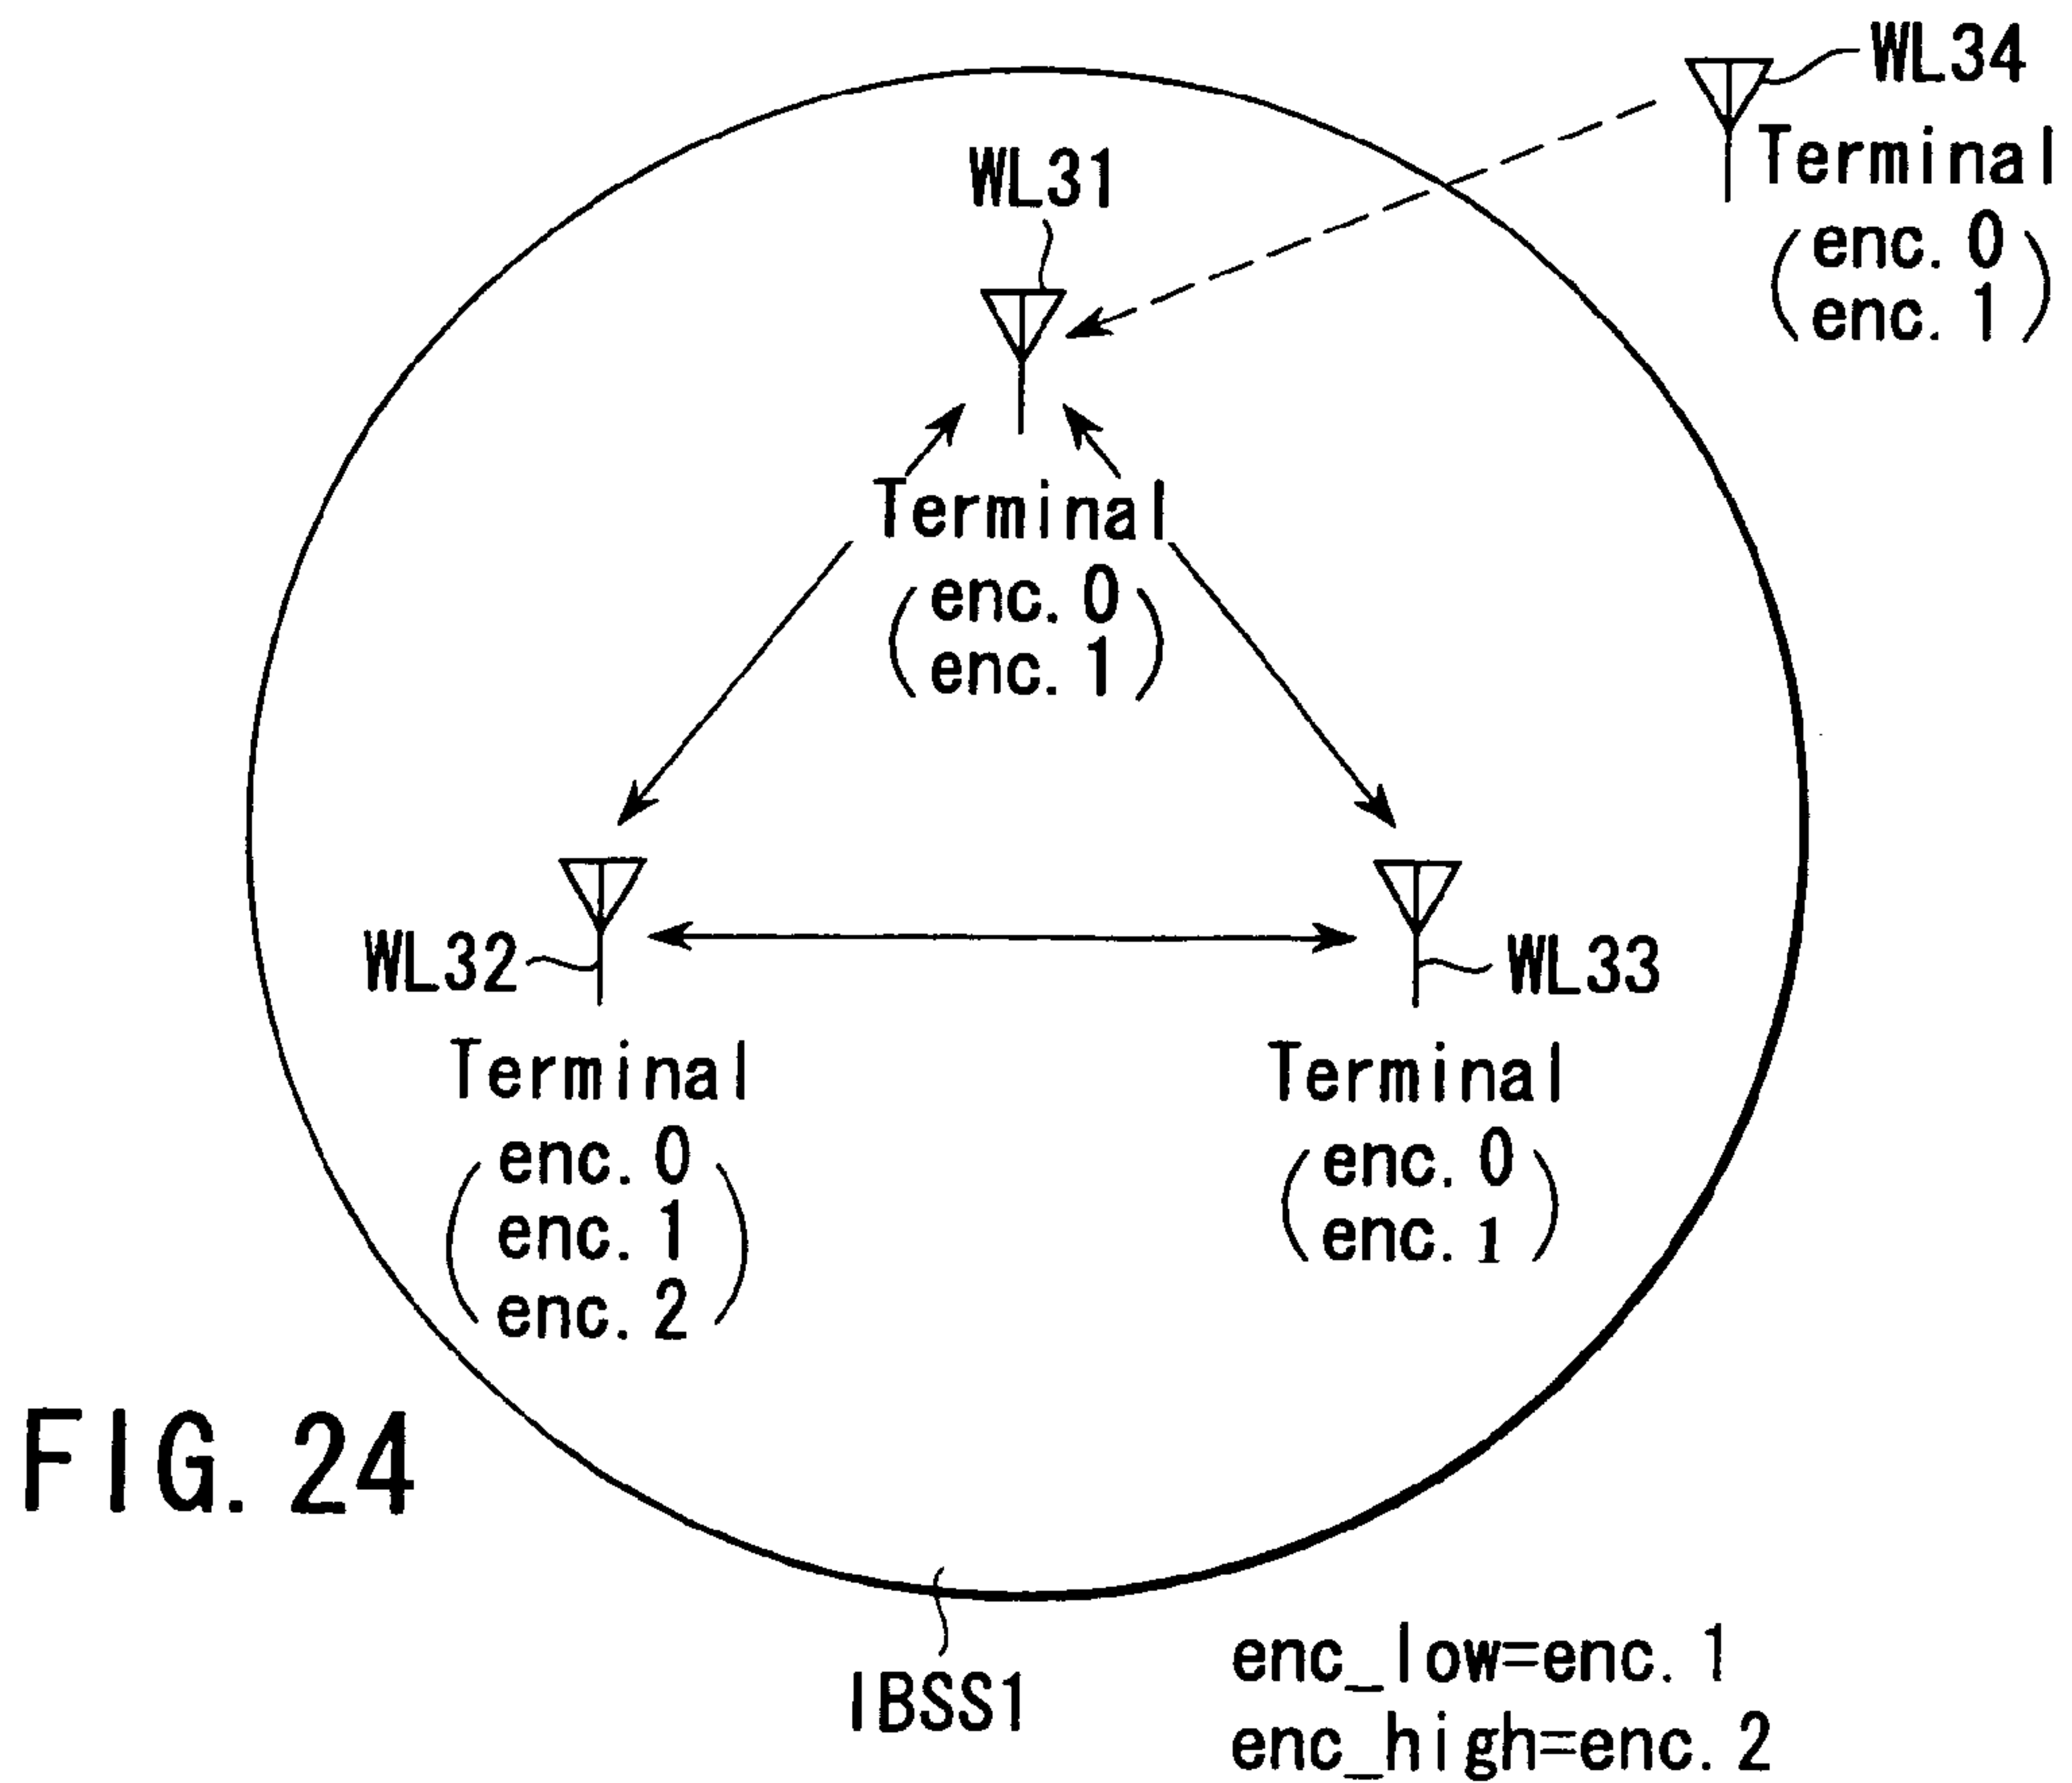 WL34
Terminal
enc. 0
enc. 1
WL31
Terminal
enc. 0
enc. 1
WL32
Terminal
enc. 0
enc. 1
enc. 2
WL33
Terminal
enc. 0
enc. 1
FIG. 24
IBSS1
enc_low=enc. 1
enc_high=enc. 2